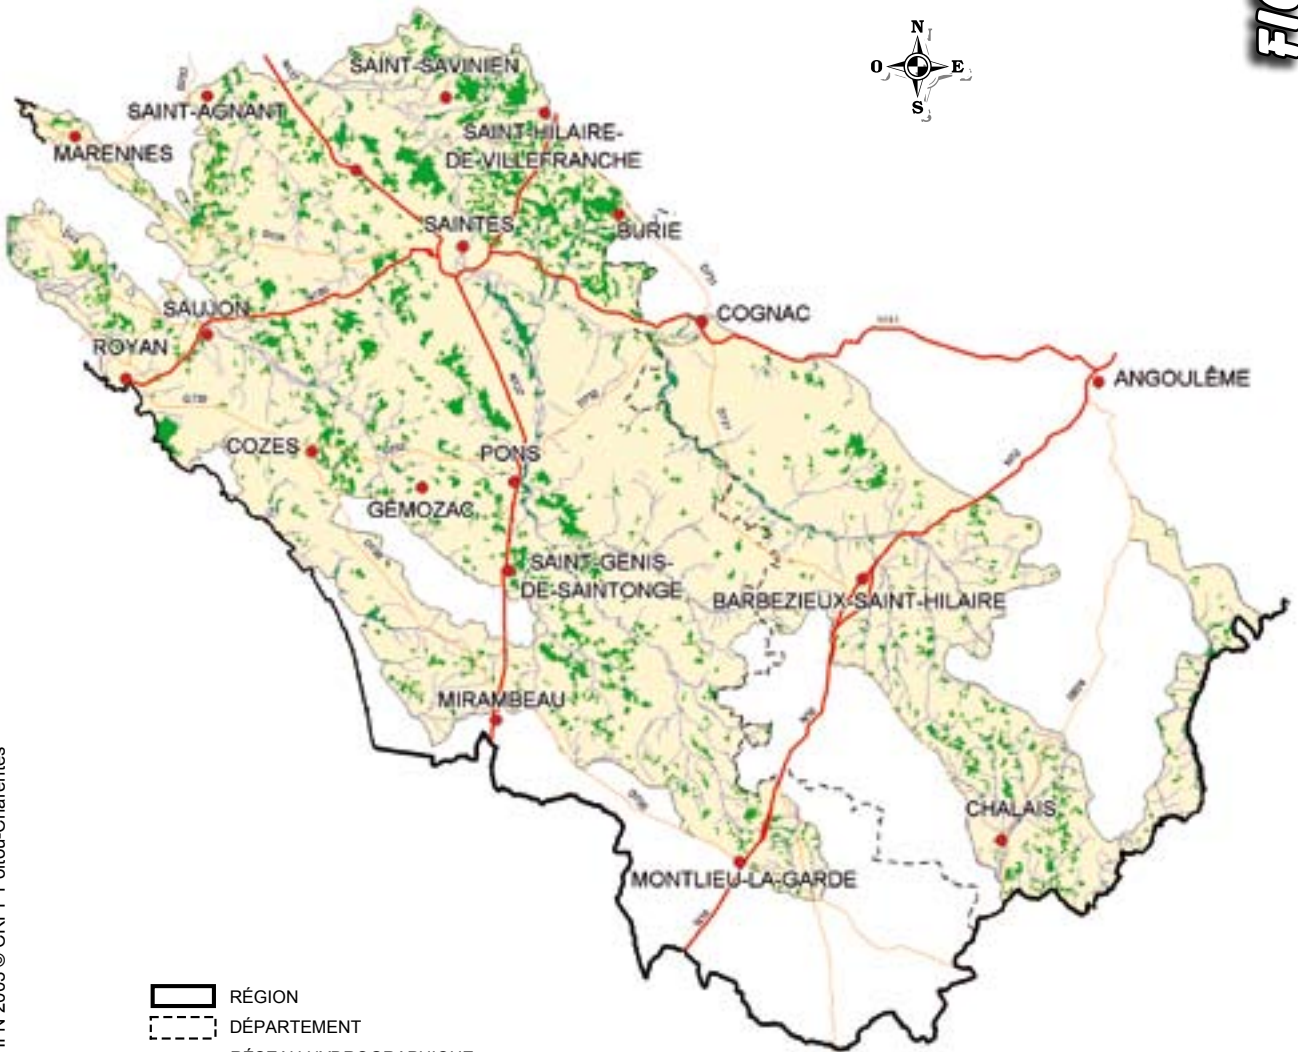 N
O E
S
SAINT-SAVINIEN
SAINT-AGNANT
MARENNES
SAINT-HILAIRE-
DE-VILLEFRANCHE
SAINTES
BURIE
SAUJON
COGNAC
ROYAN
ANGOULÊME
COZES
PONS
GÉMOZAC
SAINT-GENIS-
DE-SAINTONGE
BARBEZIEUX-SAINT-HILAIRE
MIRAMBEAU
CHALAIS
MONTLIEU-LA-GARDE
RÉGION
DÉPARTEMENT